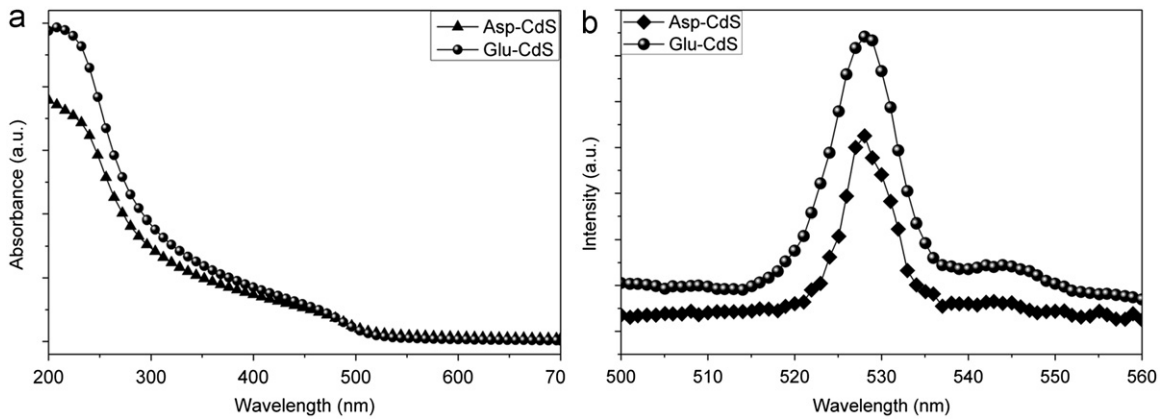 a
Asp-CdS
Glu-CdS
Absorbance (a.u.)
200 300 400 500 600 70
Wavelength (nm)
b
Asp-CdS
Glu-CdS
Intensity (a.u.)
500 510 520 530 540 550 560
Wavelength (nm)